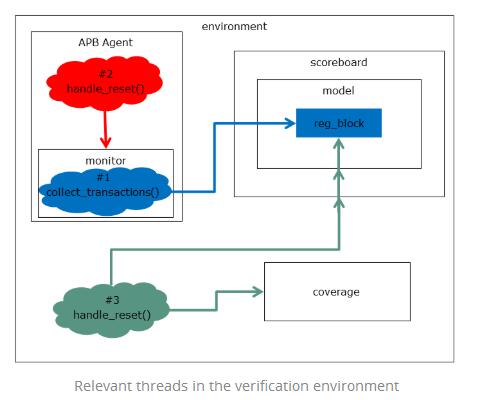 environment
APB Agent
#2
handle_reset()
monitor
#1
collect_transactions()
scoreboard
model
reg_block
#3
handle_reset()
coverage
Relevant threads in the verification environment